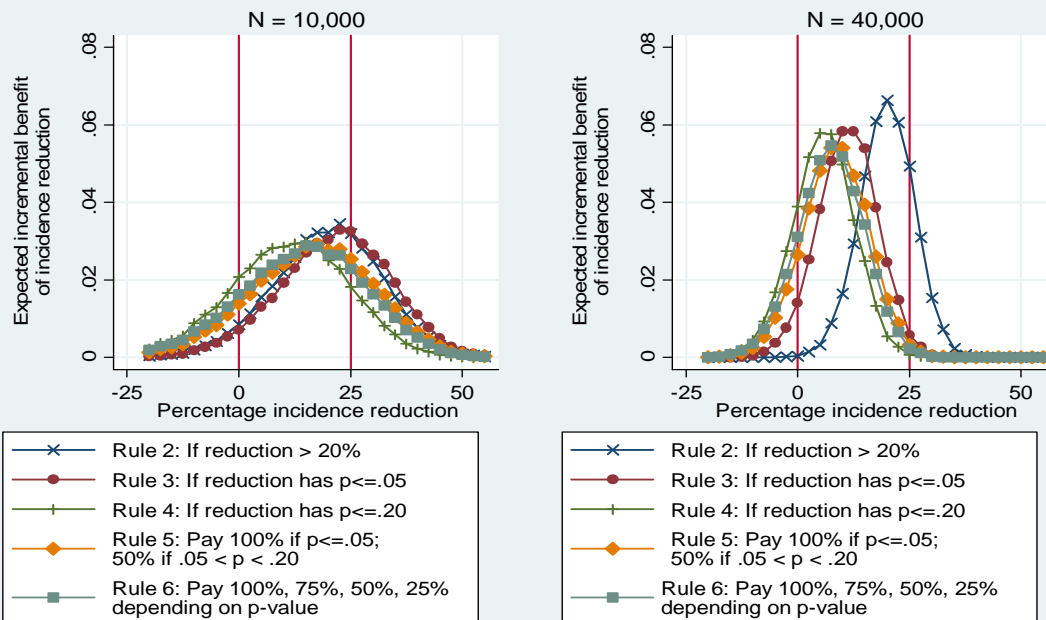 N = 10,000
Expected incremental benefit
of incidence reduction
.08
.06
.04
.02
0
-25
0
25
50
Percentage incidence reduction
Rule 2: If reduction > 20%
Rule 3: If reduction has p<=.05
Rule 4: If reduction has p<=.20
Rule 5: Pay 100% if p<=.05;
50% if .05 < p < .20
Rule 6: Pay 100%, 75%, 50%, 25%
depending on p-value
N = 40,000
Expected incremental benefit
of incidence reduction
.08
.06
.04
.02
0
-25
0
25
50
Percentage incidence reduction
Rule 2: If reduction > 20%
Rule 3: If reduction has p<=.05
Rule 4: If reduction has p<=.20
Rule 5: Pay 100% if p<=.05;
50% if .05 < p < .20
Rule 6: Pay 100%, 75%, 50%, 25%
depending on p-value